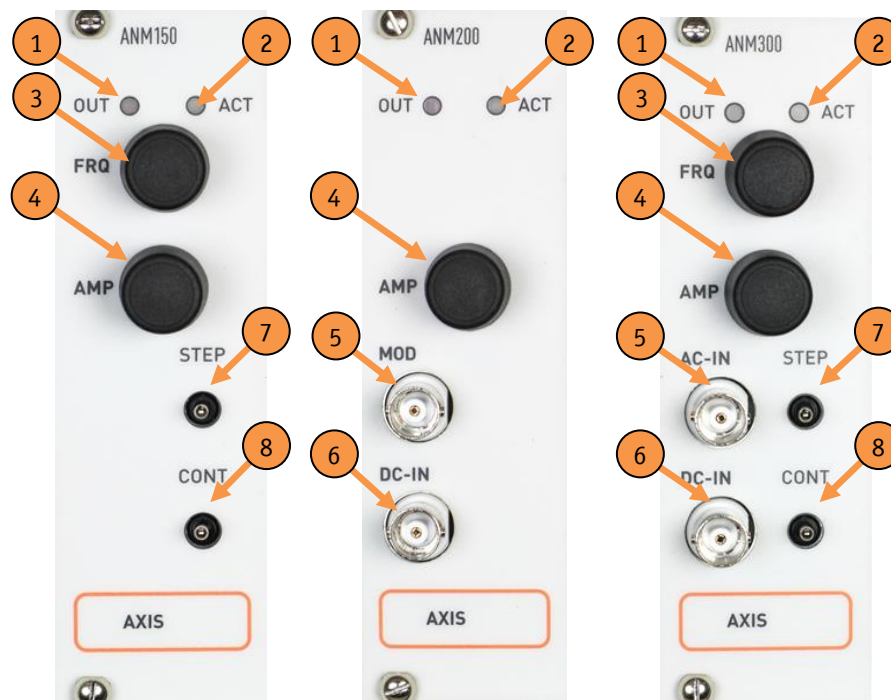 ANM150
1
2
OUT
ACT
3
FRQ
4
AMP
STEP
7
CONT
8
AXIS
ANM200
1
2
OUT
ACT
4
AMP
MOD
5
DC-IN
6
AXIS
ANM300
1
2
OUT
ACT
3
FRQ
4
AMP
AC-IN
STEP
5
7
DC-IN
CONT
6
8
AXIS